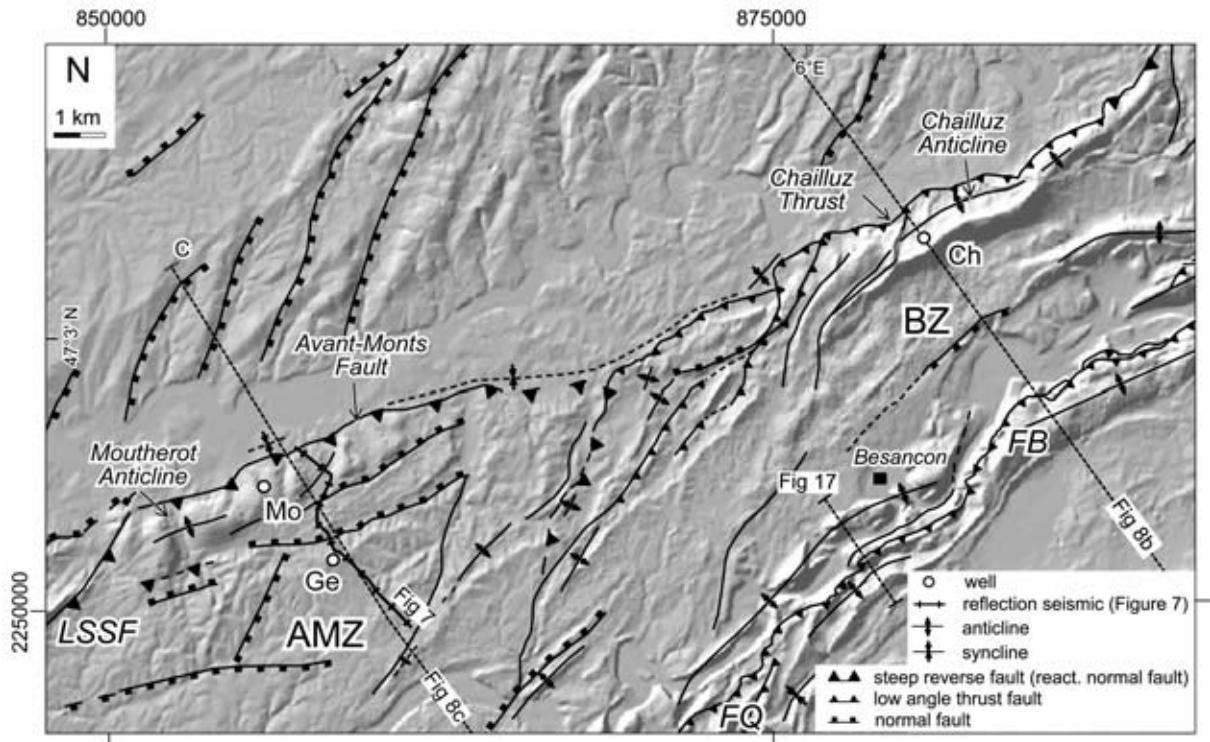 850000
875000
N
1 km
6°E
Chailluz
Anticline
Chailluz
Thrust
C
Ch
47°3' N
BZ
Avant-Monts
Fault
Moutherot
Anticline
FB
Besancon
Fig 17
Mo
Fig 8b
Ge
well
Fig 7
reflection seismic (Figure 7)
2250000
LSSF
AMZ
anticline
syncline
Fig 8c
steep reverse fault (react. normal fault)
low angle thrust fault
FQ
normal fault